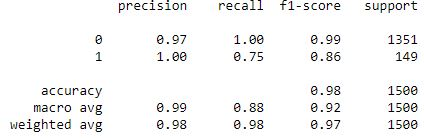 precision recall f1-score support
0 0.97 1.00 0.99 1351
1 1.00 0.75 0.86 149
accuracy 0.98 1500
macro avg 0.99 0.88 0.92 1500
weighted avg 0.98 0.98 0.97 1500